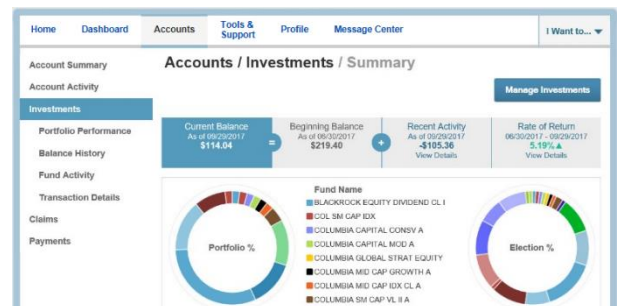 Home Dashboard Accounts Tools & Support Profile Message Center I Want to...
Account Summary
Account Activity
Investments
Portfolio Performance
Balance History
Fund Activity
Transaction Details
Claims
Payments
Accounts / Investments / Summary
Manage Investments
Current Balance
As of 09/29/2017
$114.04
=
Beginning Balance
As of 06/30/2017
$219.40
+
Recent Activity
As of 09/29/2017
-$105.36
View Details
Rate of Return
06/30/2017 - 09/29/2017
5.19%▲
View Details
Portfolio %
Fund Name
BLACKROCK EQUITY DIVIDEND CL I
COL SM CAP IDX
COLUMBIA CAPITAL CONSV A
COLUMBIA CAPITAL MOD A
COLUMBIA GLOBAL STRAT EQUITY
COLUMBIA MID CAP GROWTH A
COLUMBIA MID CAP IDX CL A
COLUMBIA SM CAP VL II A
Election %